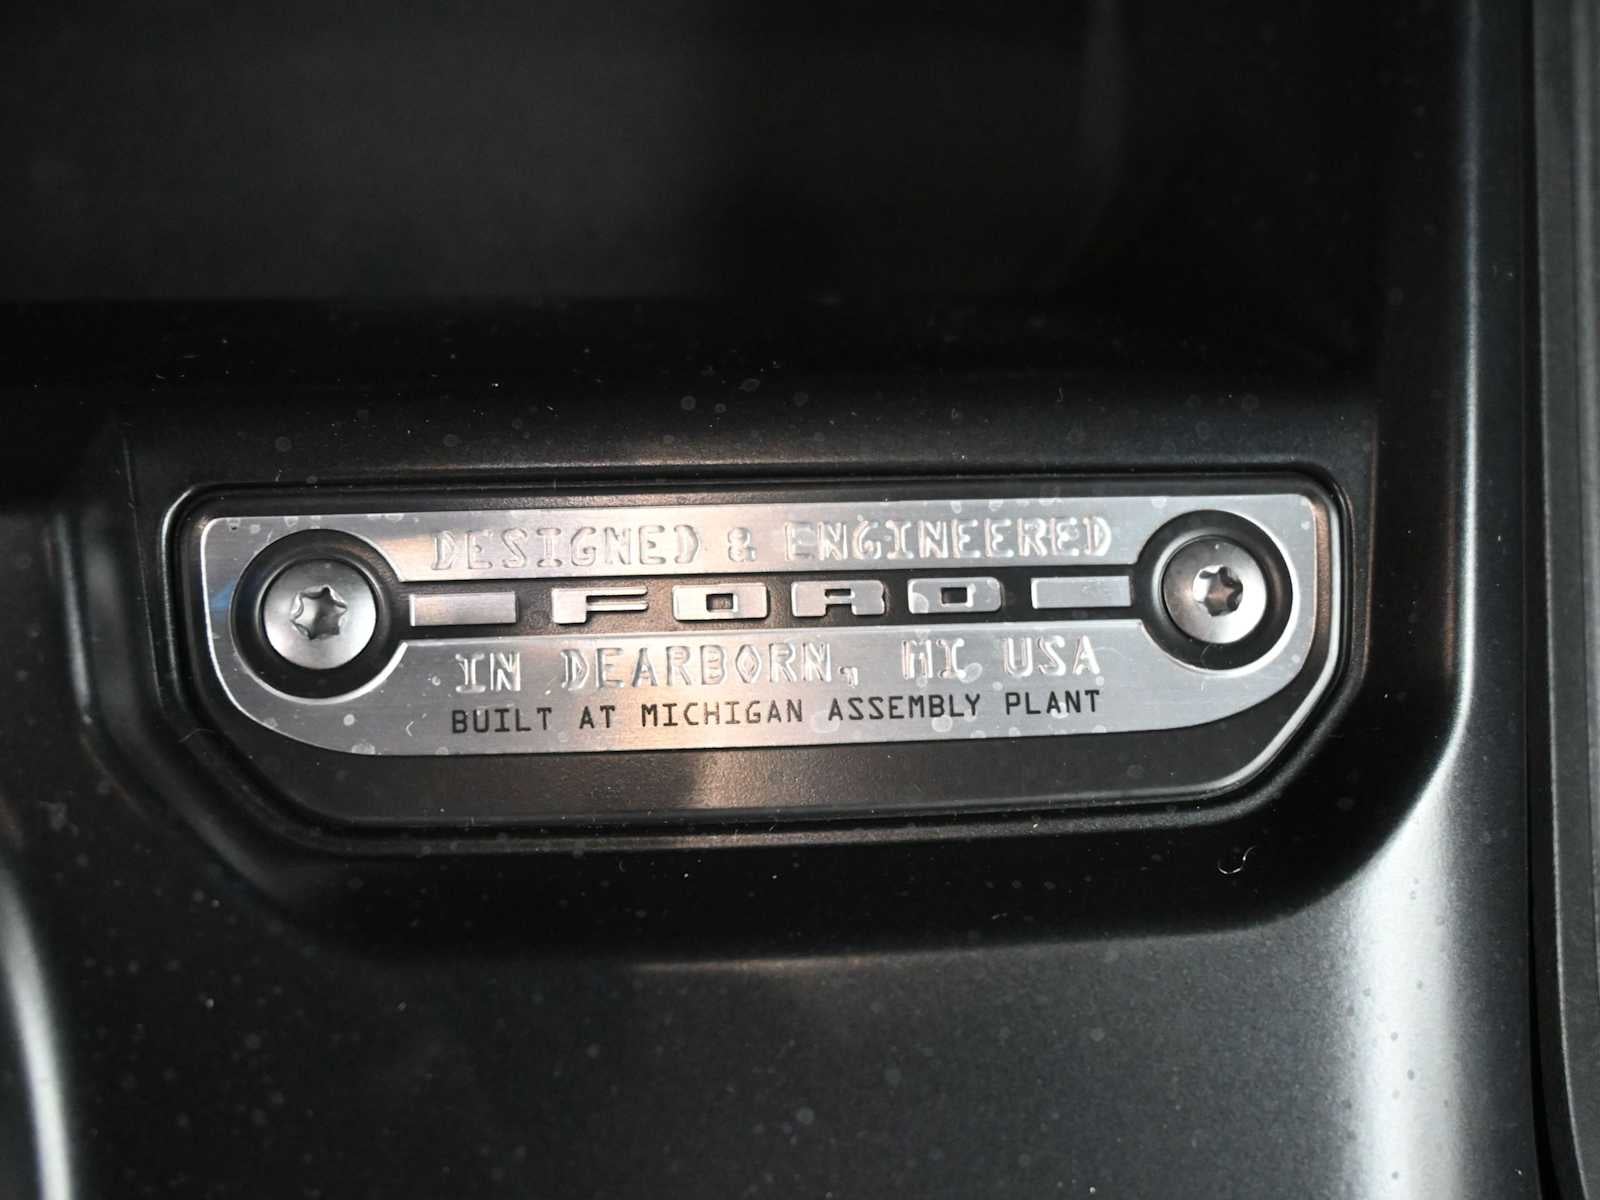 DESIGNED & ENGINEERED
FORD
IN DEARBORN, MI USA
BUILT AT MICHIGAN ASSEMBLY PLANT